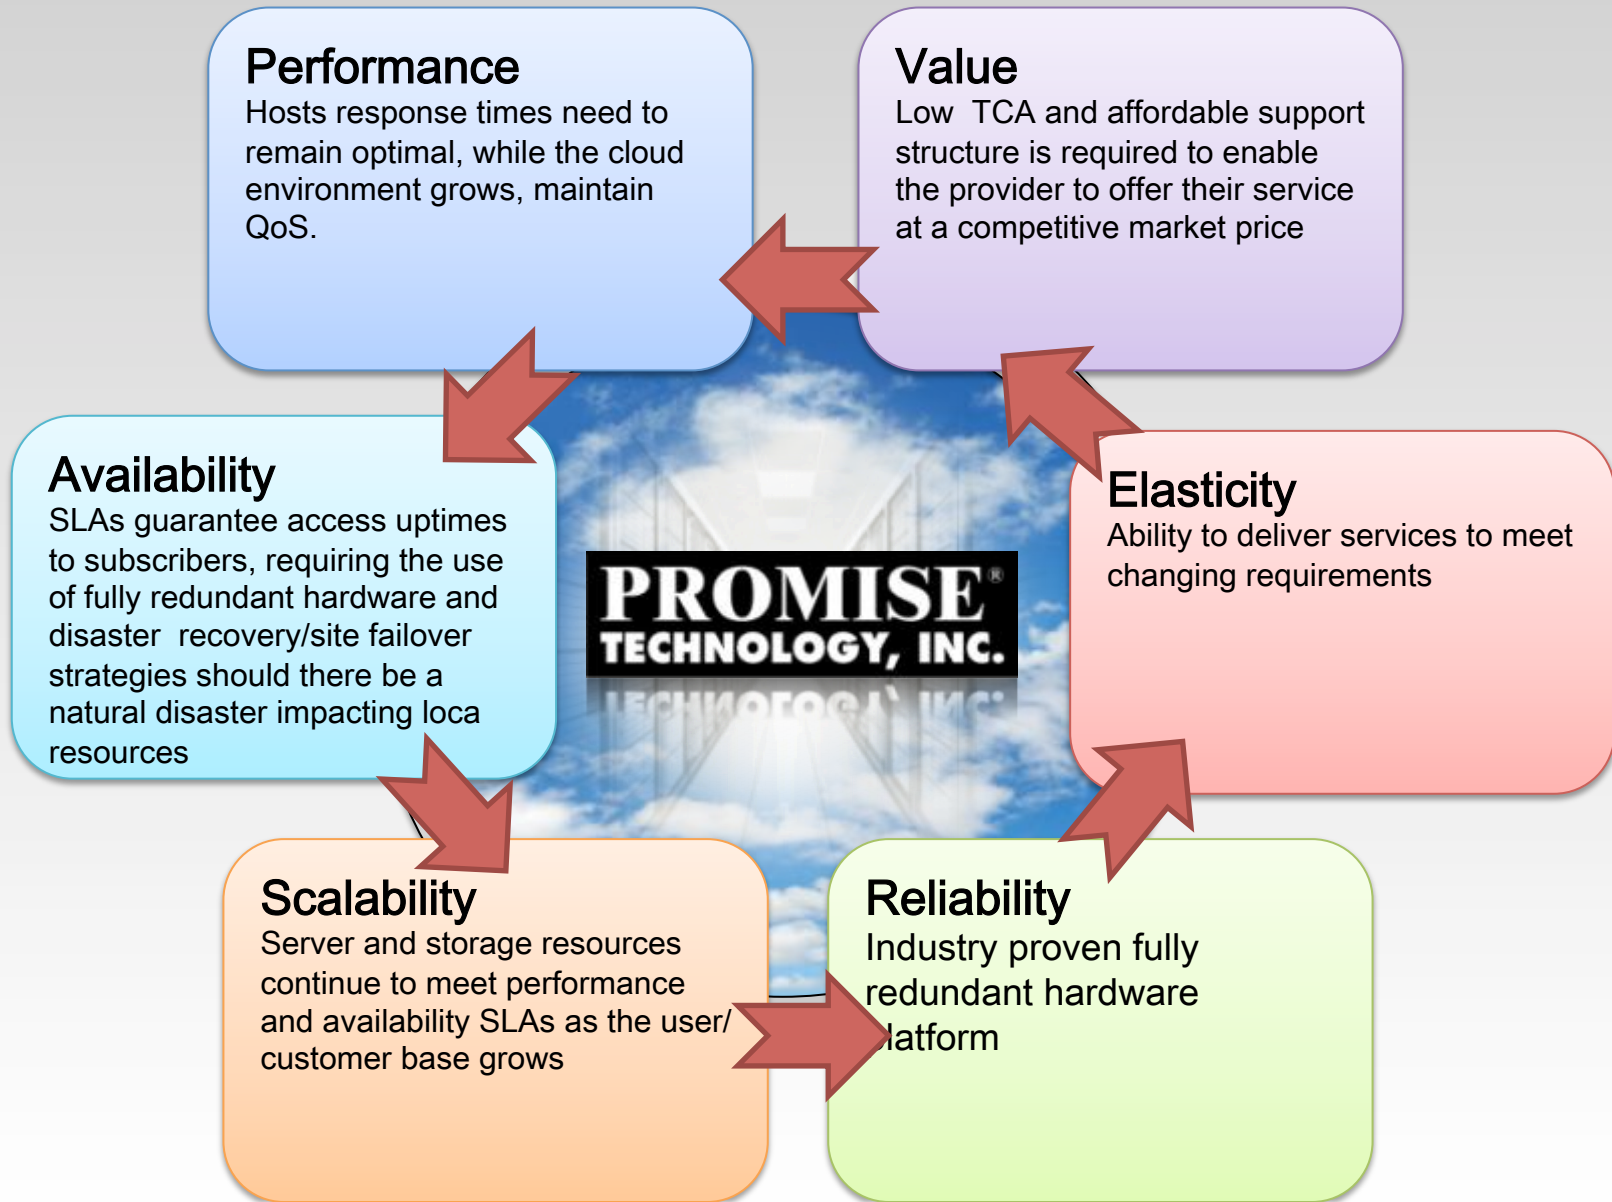 Performance
Hosts response times need to
remain optimal, while the cloud
environment grows, maintain
QoS.
Value
Low TCA and affordable support
structure is required to enable
the provider to offer their service
at a competitive market price
Availability
SLAs guarantee access uptimes
to subscribers, requiring the use
of fully redundant hardware and
disaster recovery/site failover
strategies should there be a
natural disaster impacting loca
resources
PROMISE®
TECHNOLOGY, INC.
Elasticity
Ability to deliver services to meet
changing requirements
Scalability
Server and storage resources
continue to meet performance
and availability SLAs as the user/
customer base grows
Reliability
Industry proven fully
redundant hardware
platform